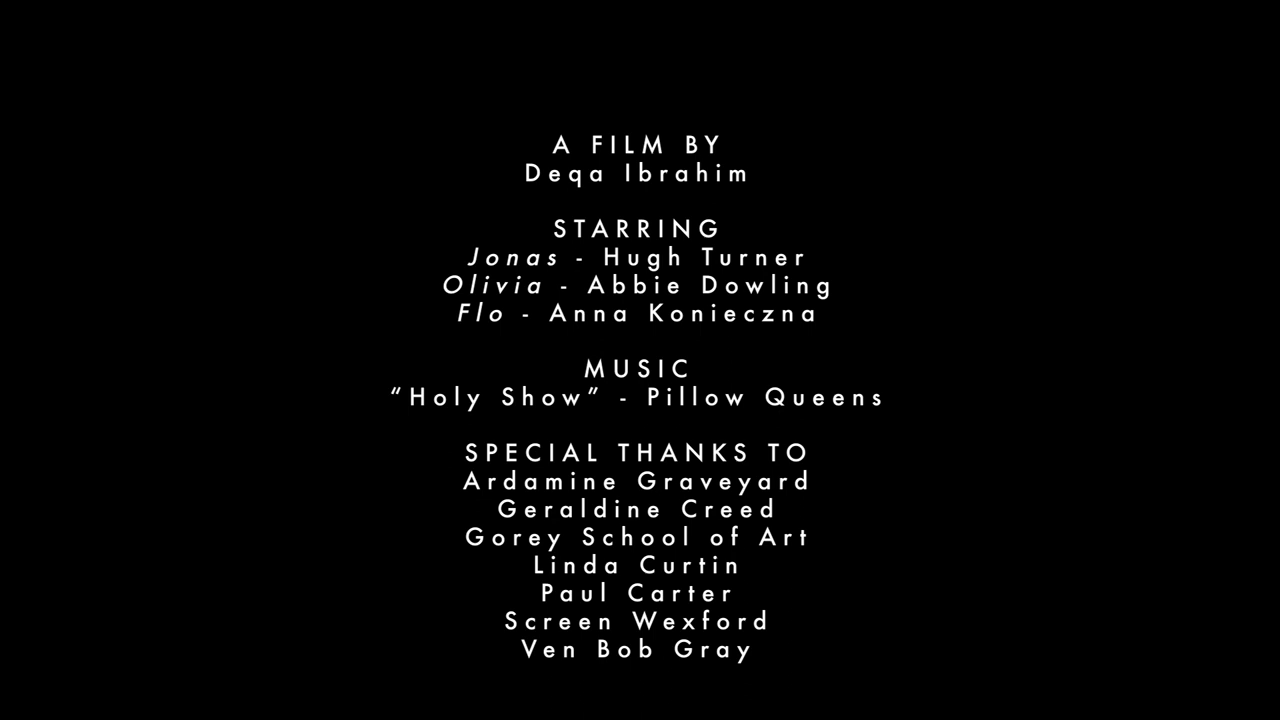 A FILM BY
Deqa Ibrahim
STARRING
Jonas - Hugh Turner
Olivia - Abbie Dowling
Flo - Anna Konieczna
MUSIC
“Holy Show” - Pillow Queens
SPECIAL THANKS TO
Ardamine Graveyard
Geraldine Creed
Gorey School of Art
Linda Curtin
Paul Carter
Screen Wexford
Ven Bob Gray